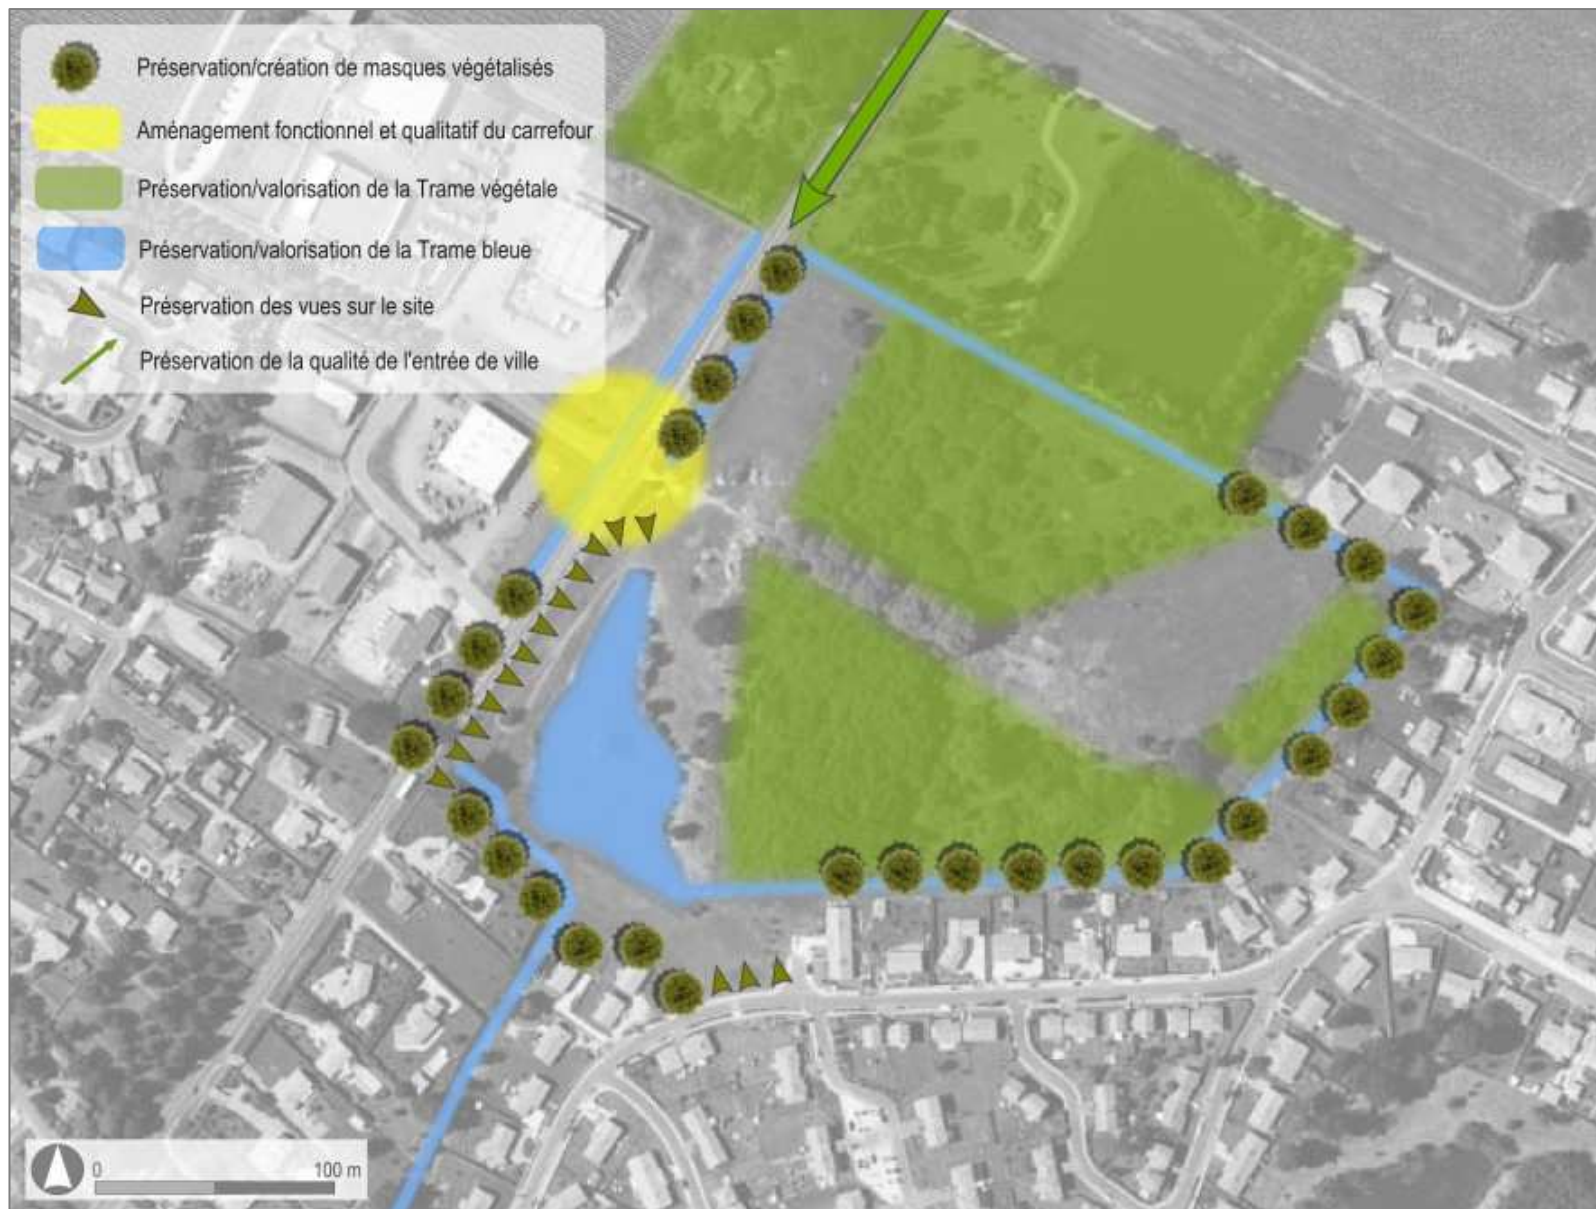 Préservation/création de masques végétalisés
Aménagement fonctionnel et qualitatif du carrefour
Préservation/valorisation de la Trame végétale
Préservation/valorisation de la Trame bleue
Préservation des vues sur le site
Préservation de la qualité de l'entrée de ville
0 100 m